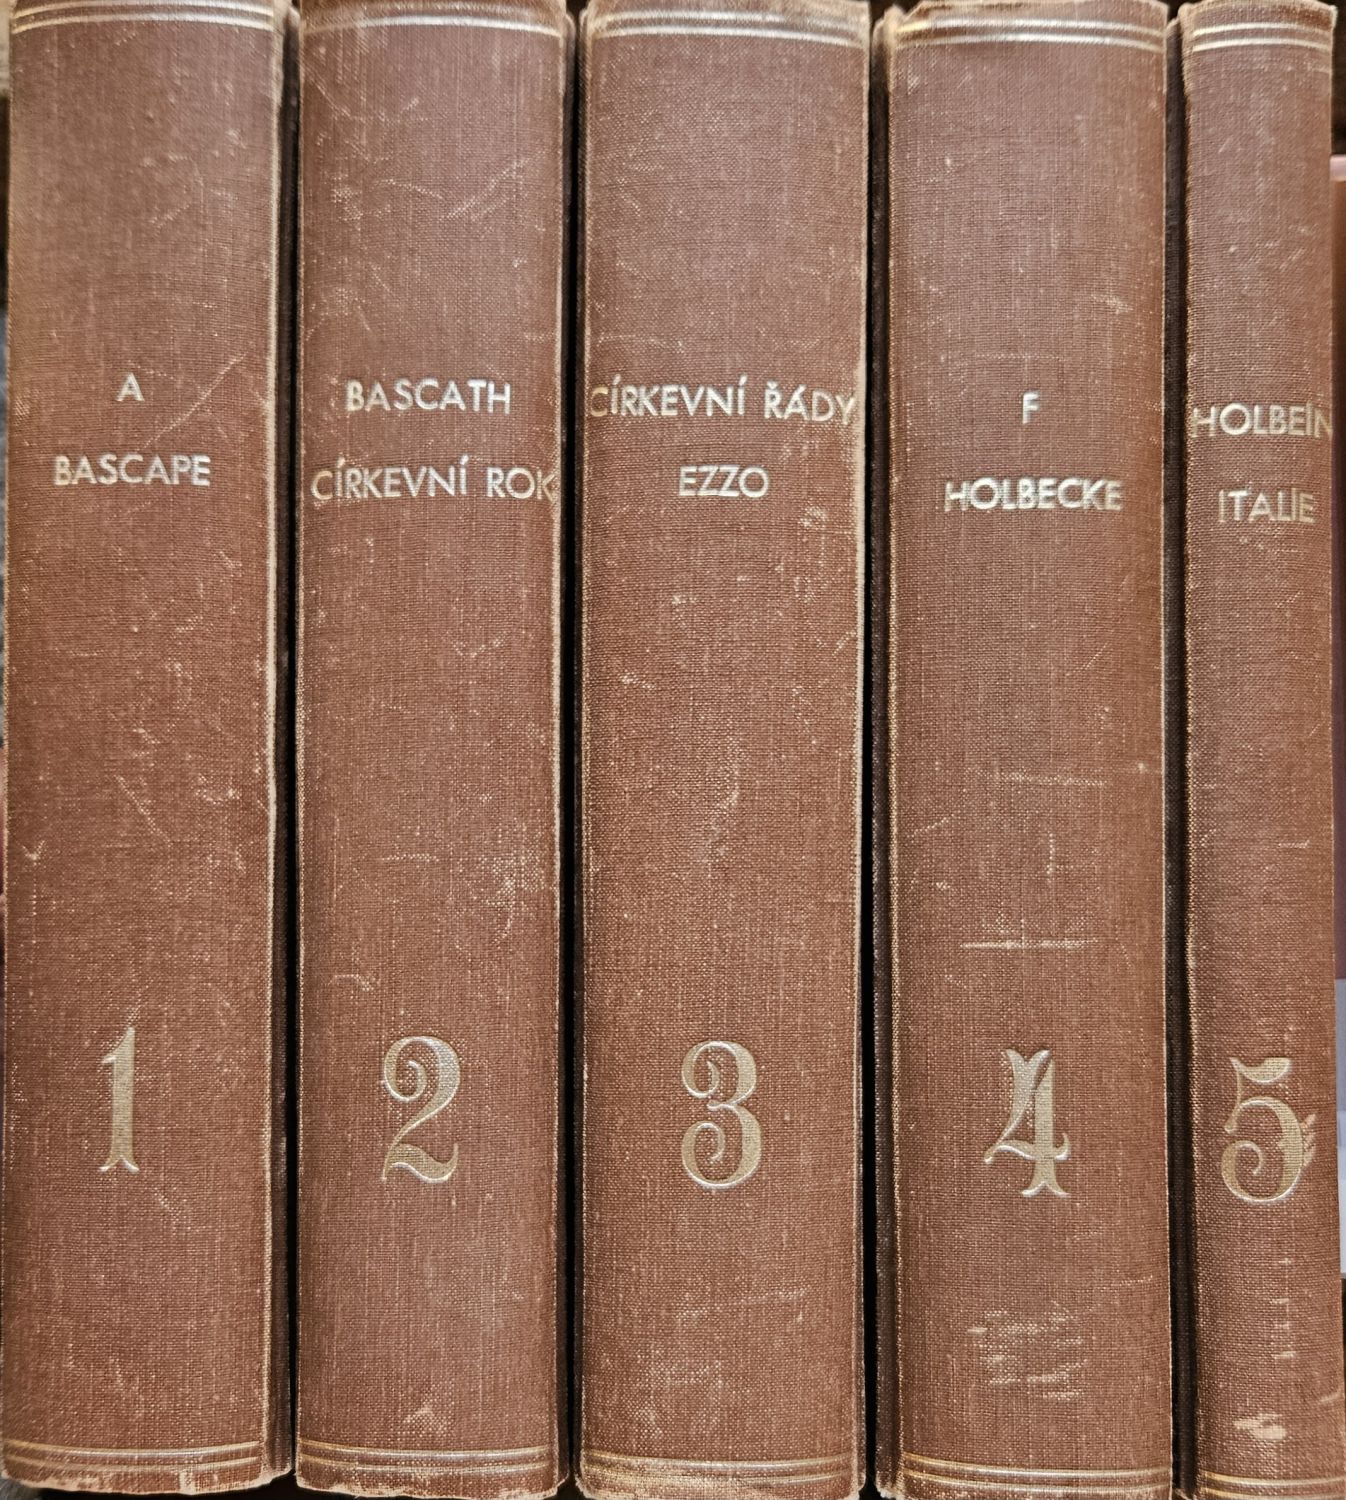 A
BASCAPE
1
BASCATH
CÍRKEVNÍ ROK
2
CÍRKEVNÍ ŘÁDY
EZZO
3
F
HOLBECKE
4
HOLBEIN
ITALIE
5